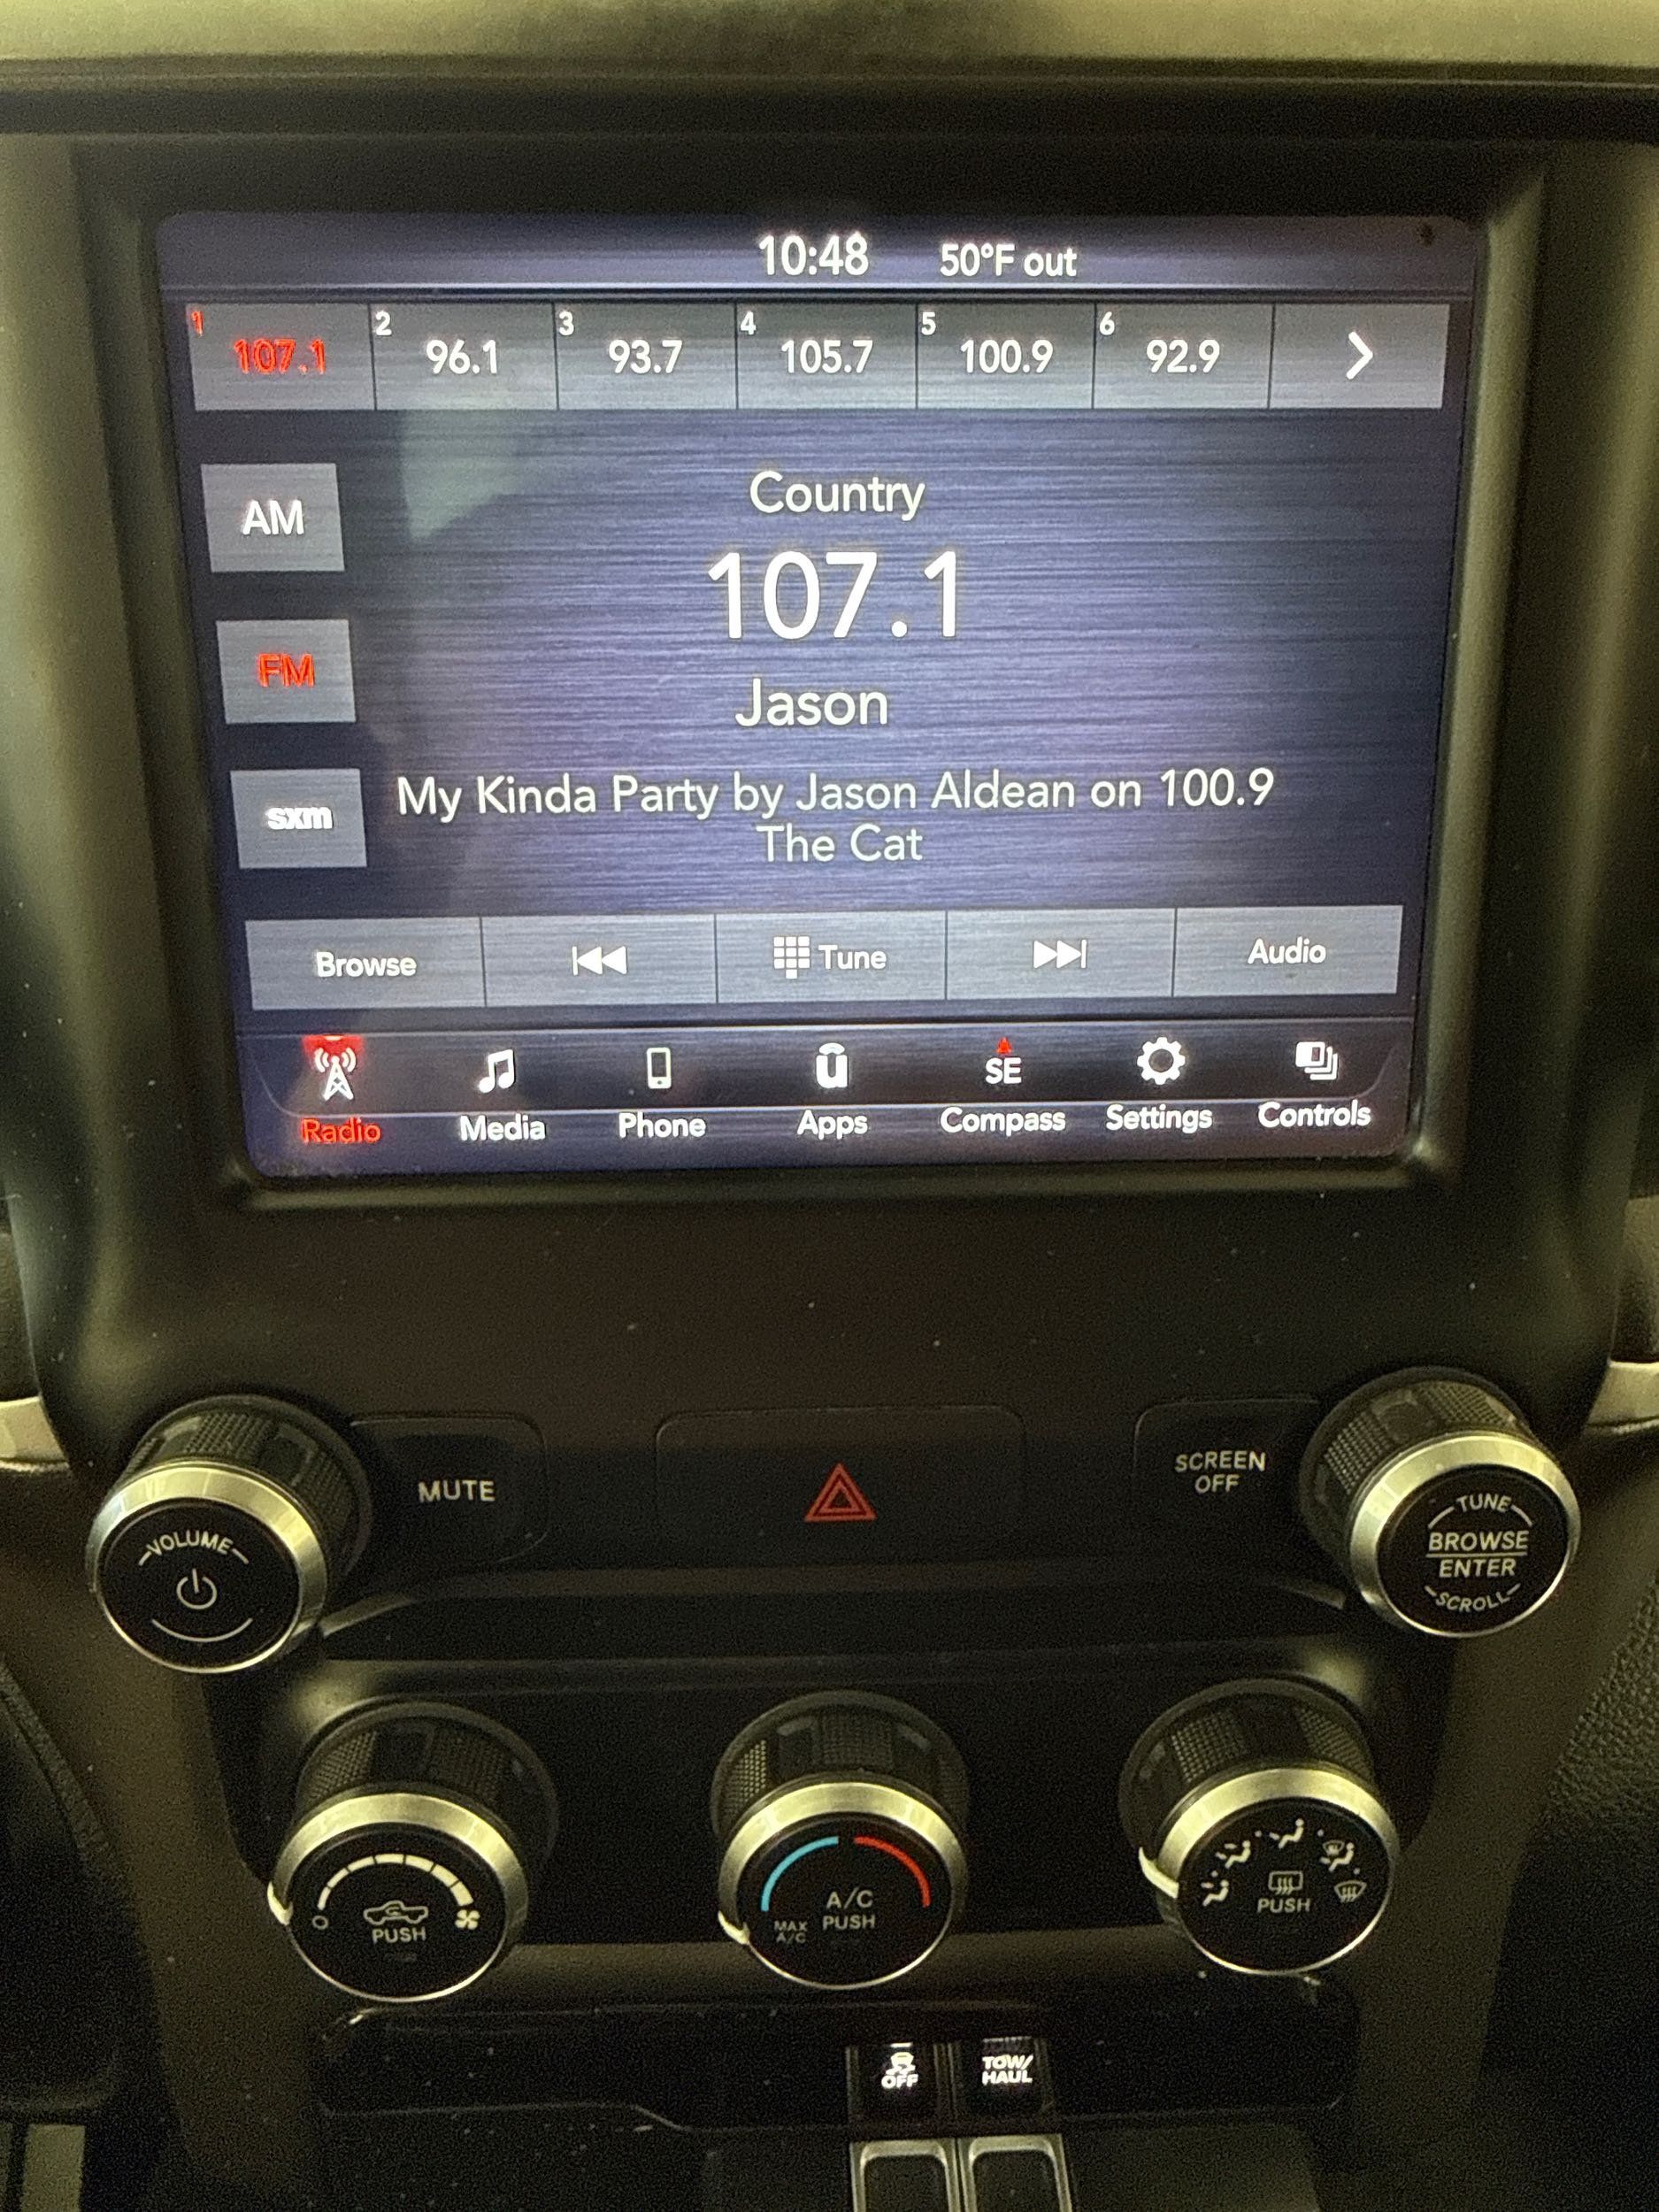 10:48 50°F out
1 107.1 2 96.1 3 93.7 4 105.7 5 100.9 6 92.9
AM
Country
107.1
FM
Jason
sxm
My Kinda Party by Jason Aldean on 100.9
The Cat
Browse Tune Audio
SE
Radio Media Phone Apps Compass Settings Controls
MUTE
SCREEN
OFF
VOLUME
TUNE
BROWSE
ENTER
SCROLL
PUSH
A/C
PUSH
MAX
A/C
PUSH
OFF
TOW/
HAUL